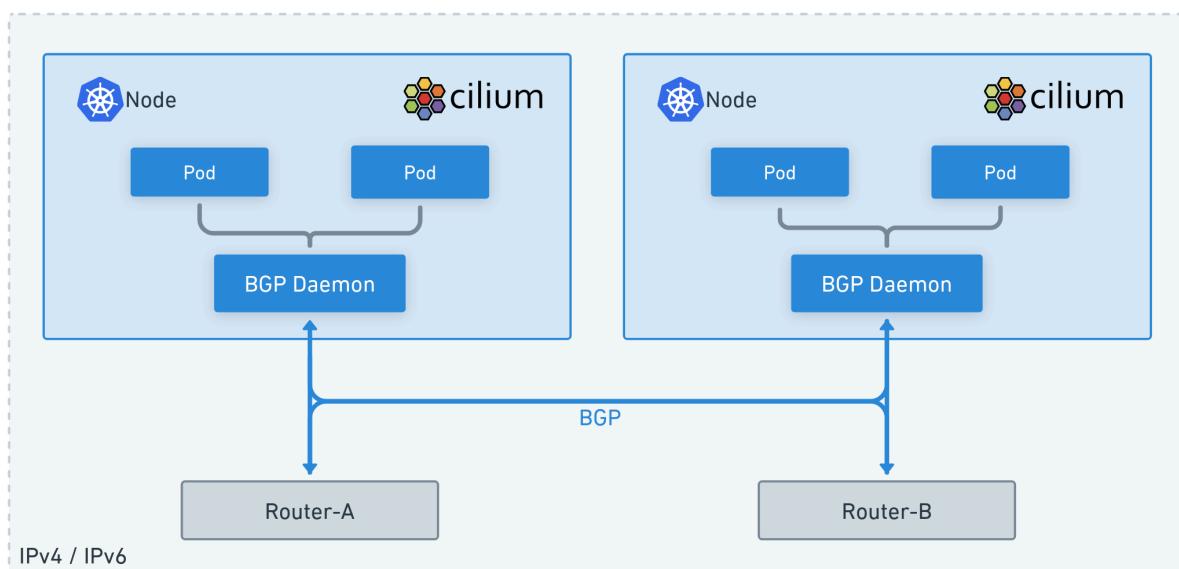 Node
cilium
Pod
Pod
BGP Daemon
Node
cilium
Pod
Pod
BGP Daemon
BGP
Router-A
Router-B
IPv4 / IPv6